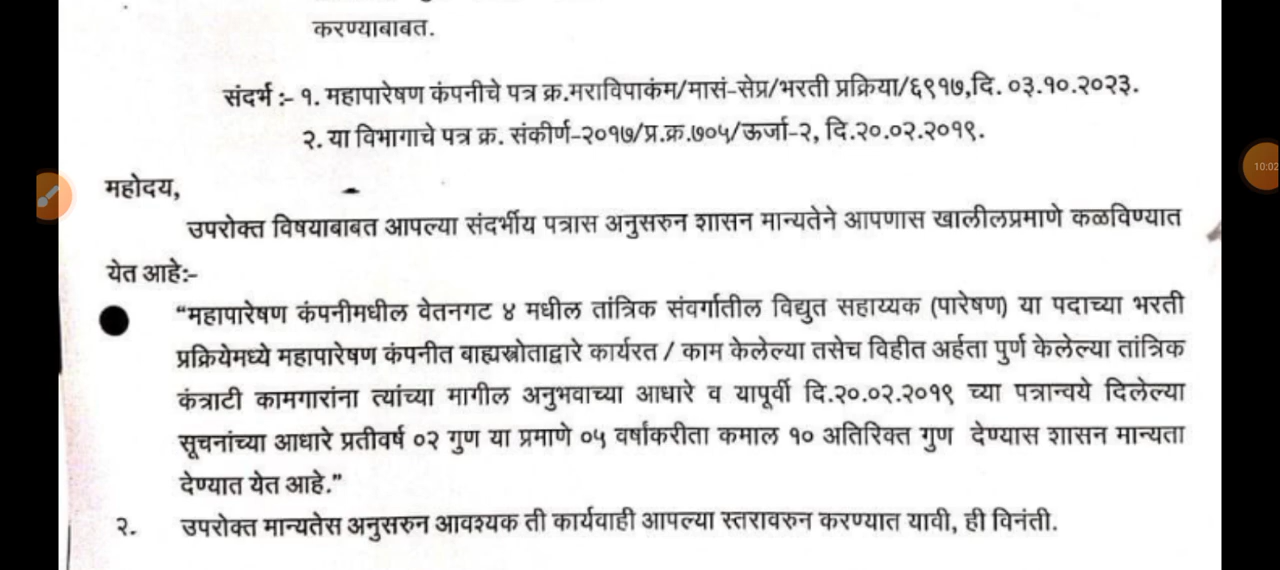 करण्याबाबत.
संदर्भ :- १. महापारेषण कंपनीचे पत्र क्र.मराविपाकंम/मासं-सेप्र/भरती प्रक्रिया/६९१७,दि. ०३.१०.२०२३.
२. या विभागाचे पत्र क्र. संकीर्ण-२०१७/प्र.क्र.७०५/ऊर्जा-२, दि.२०.०२.२०१९.
महोदय,
उपरोक्त विषयाबाबत आपल्या संदर्भीय पत्रास अनुसरुन शासन मान्यतेने आपणास खालीलप्रमाणे कळविण्यात
येत आहे:-
“महापारेषण कंपनीमधील वेतनगट ४ मधील तांत्रिक संवर्गातील विद्युत सहाय्यक (पारेषण) या पदाच्या भरती
प्रक्रियेमध्ये महापारेषण कंपनीत बाह्यस्त्रोताद्वारे कार्यरत / काम केलेल्या तसेच विहीत अर्हता पुर्ण केलेल्या तांत्रिक
कंत्राटी कामगारांना त्यांच्या मागील अनुभवाच्या आधारे व यापूर्वी दि.२०.०२.२०१९ च्या पत्रान्वये दिलेल्या
सूचनांच्या आधारे प्रतीवर्ष ०२ गुण या प्रमाणे ०५ वर्षांकरीता कमाल १० अतिरिक्त गुण देण्यास शासन मान्यता
देण्यात येत आहे.”
२. उपरोक्त मान्यतेस अनुसरुन आवश्यक ती कार्यवाही आपल्या स्तरावरुन करण्यात यावी, ही विनंती.
10:02